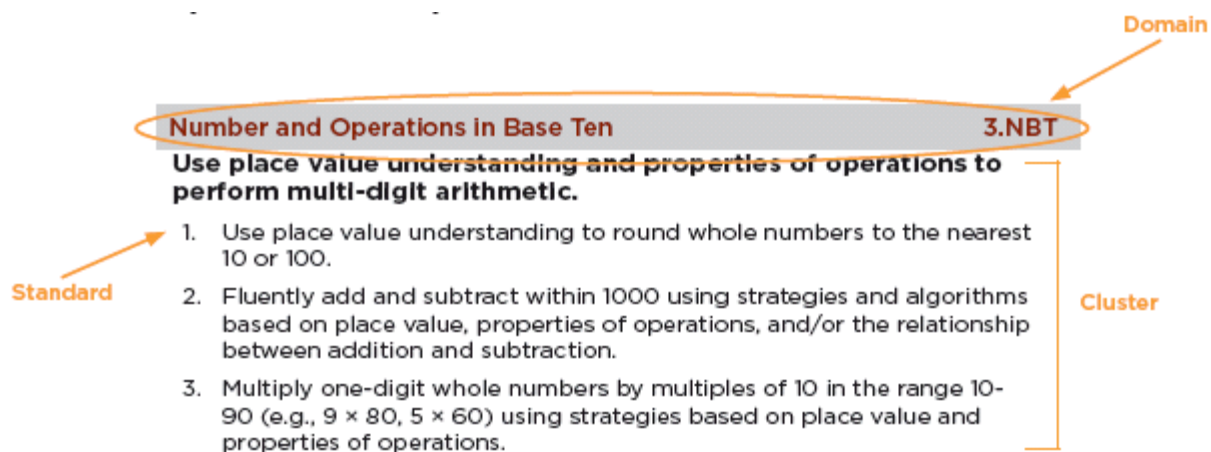 Domain
Number and Operations in Base Ten 3.NBT
Use place value understanding and properties of operations to
perform multi-digit arithmetic.
1. Use place value understanding to round whole numbers to the nearest
10 or 100.
Standard
2. Fluently add and subtract within 1000 using strategies and algorithms
based on place value, properties of operations, and/or the relationship
between addition and subtraction.
Cluster
3. Multiply one-digit whole numbers by multiples of 10 in the range 10-
90 (e.g., 9 × 80, 5 × 60) using strategies based on place value and
properties of operations.